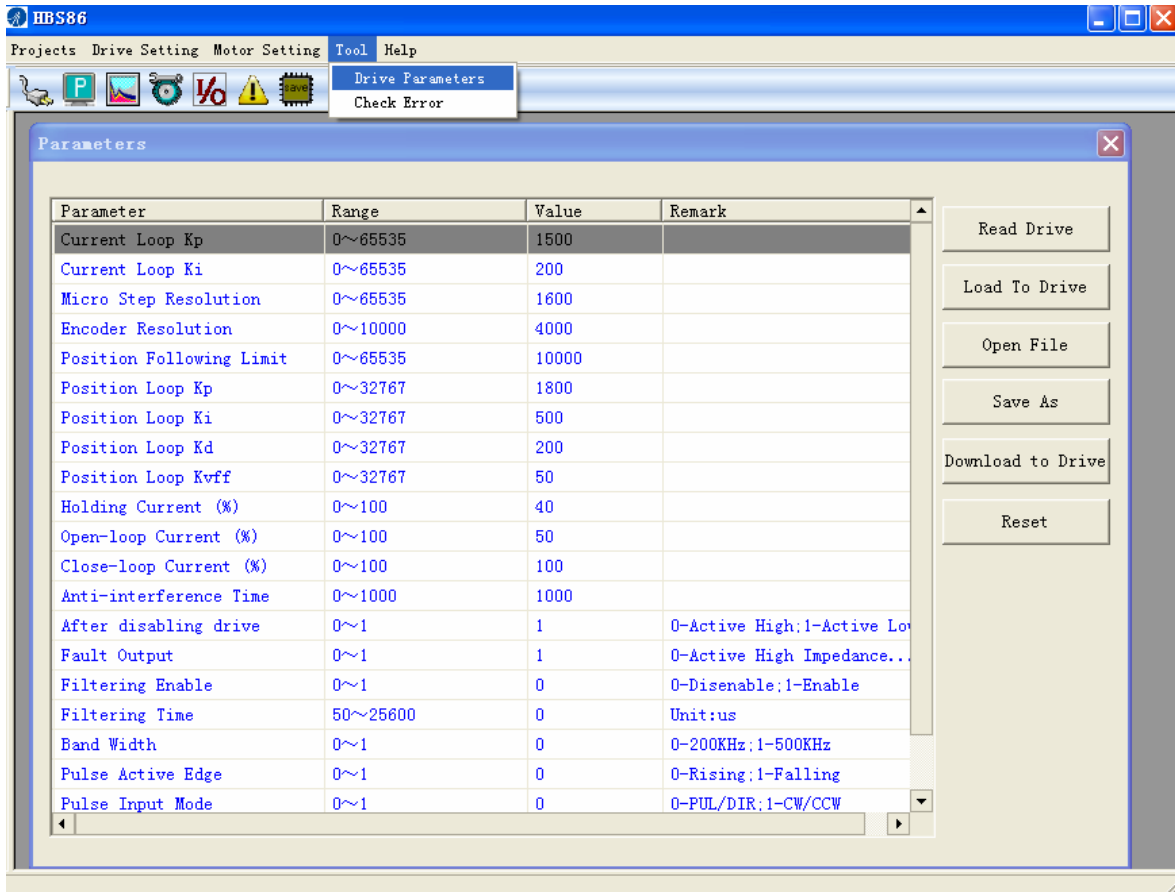 HBS86
Projects Drive Setting Motor Setting Tool Help
P I/O save
Drive Parameters
Check Error
Parameters
Parameter Range Value Remark
Current Loop Kp 0~65535 1500
Current Loop Ki 0~65535 200
Micro Step Resolution 0~65535 1600
Encoder Resolution 0~10000 4000
Position Following Limit 0~65535 10000
Position Loop Kp 0~32767 1800
Position Loop Ki 0~32767 500
Position Loop Kd 0~32767 200
Position Loop Kvff 0~32767 50
Holding Current (%) 0~100 40
Open-loop Current (%) 0~100 50
Close-loop Current (%) 0~100 100
Anti-interference Time 0~1000 1000
After disabling drive 0~1 1 0-Active High;1-Active Lo
Fault Output 0~1 1 0-Active High Impedance...
Filtering Enable 0~1 0 0-Disenable;1-Enable
Filtering Time 50~25600 0 Unit:us
Band Width 0~1 0 0-200KHz;1-500KHz
Pulse Active Edge 0~1 0 0-Rising;1-Falling
Pulse Input Mode 0~1 0 0-PUL/DIR;1-CW/CCW
Read Drive
Load To Drive
Open File
Save As
Download to Drive
Reset